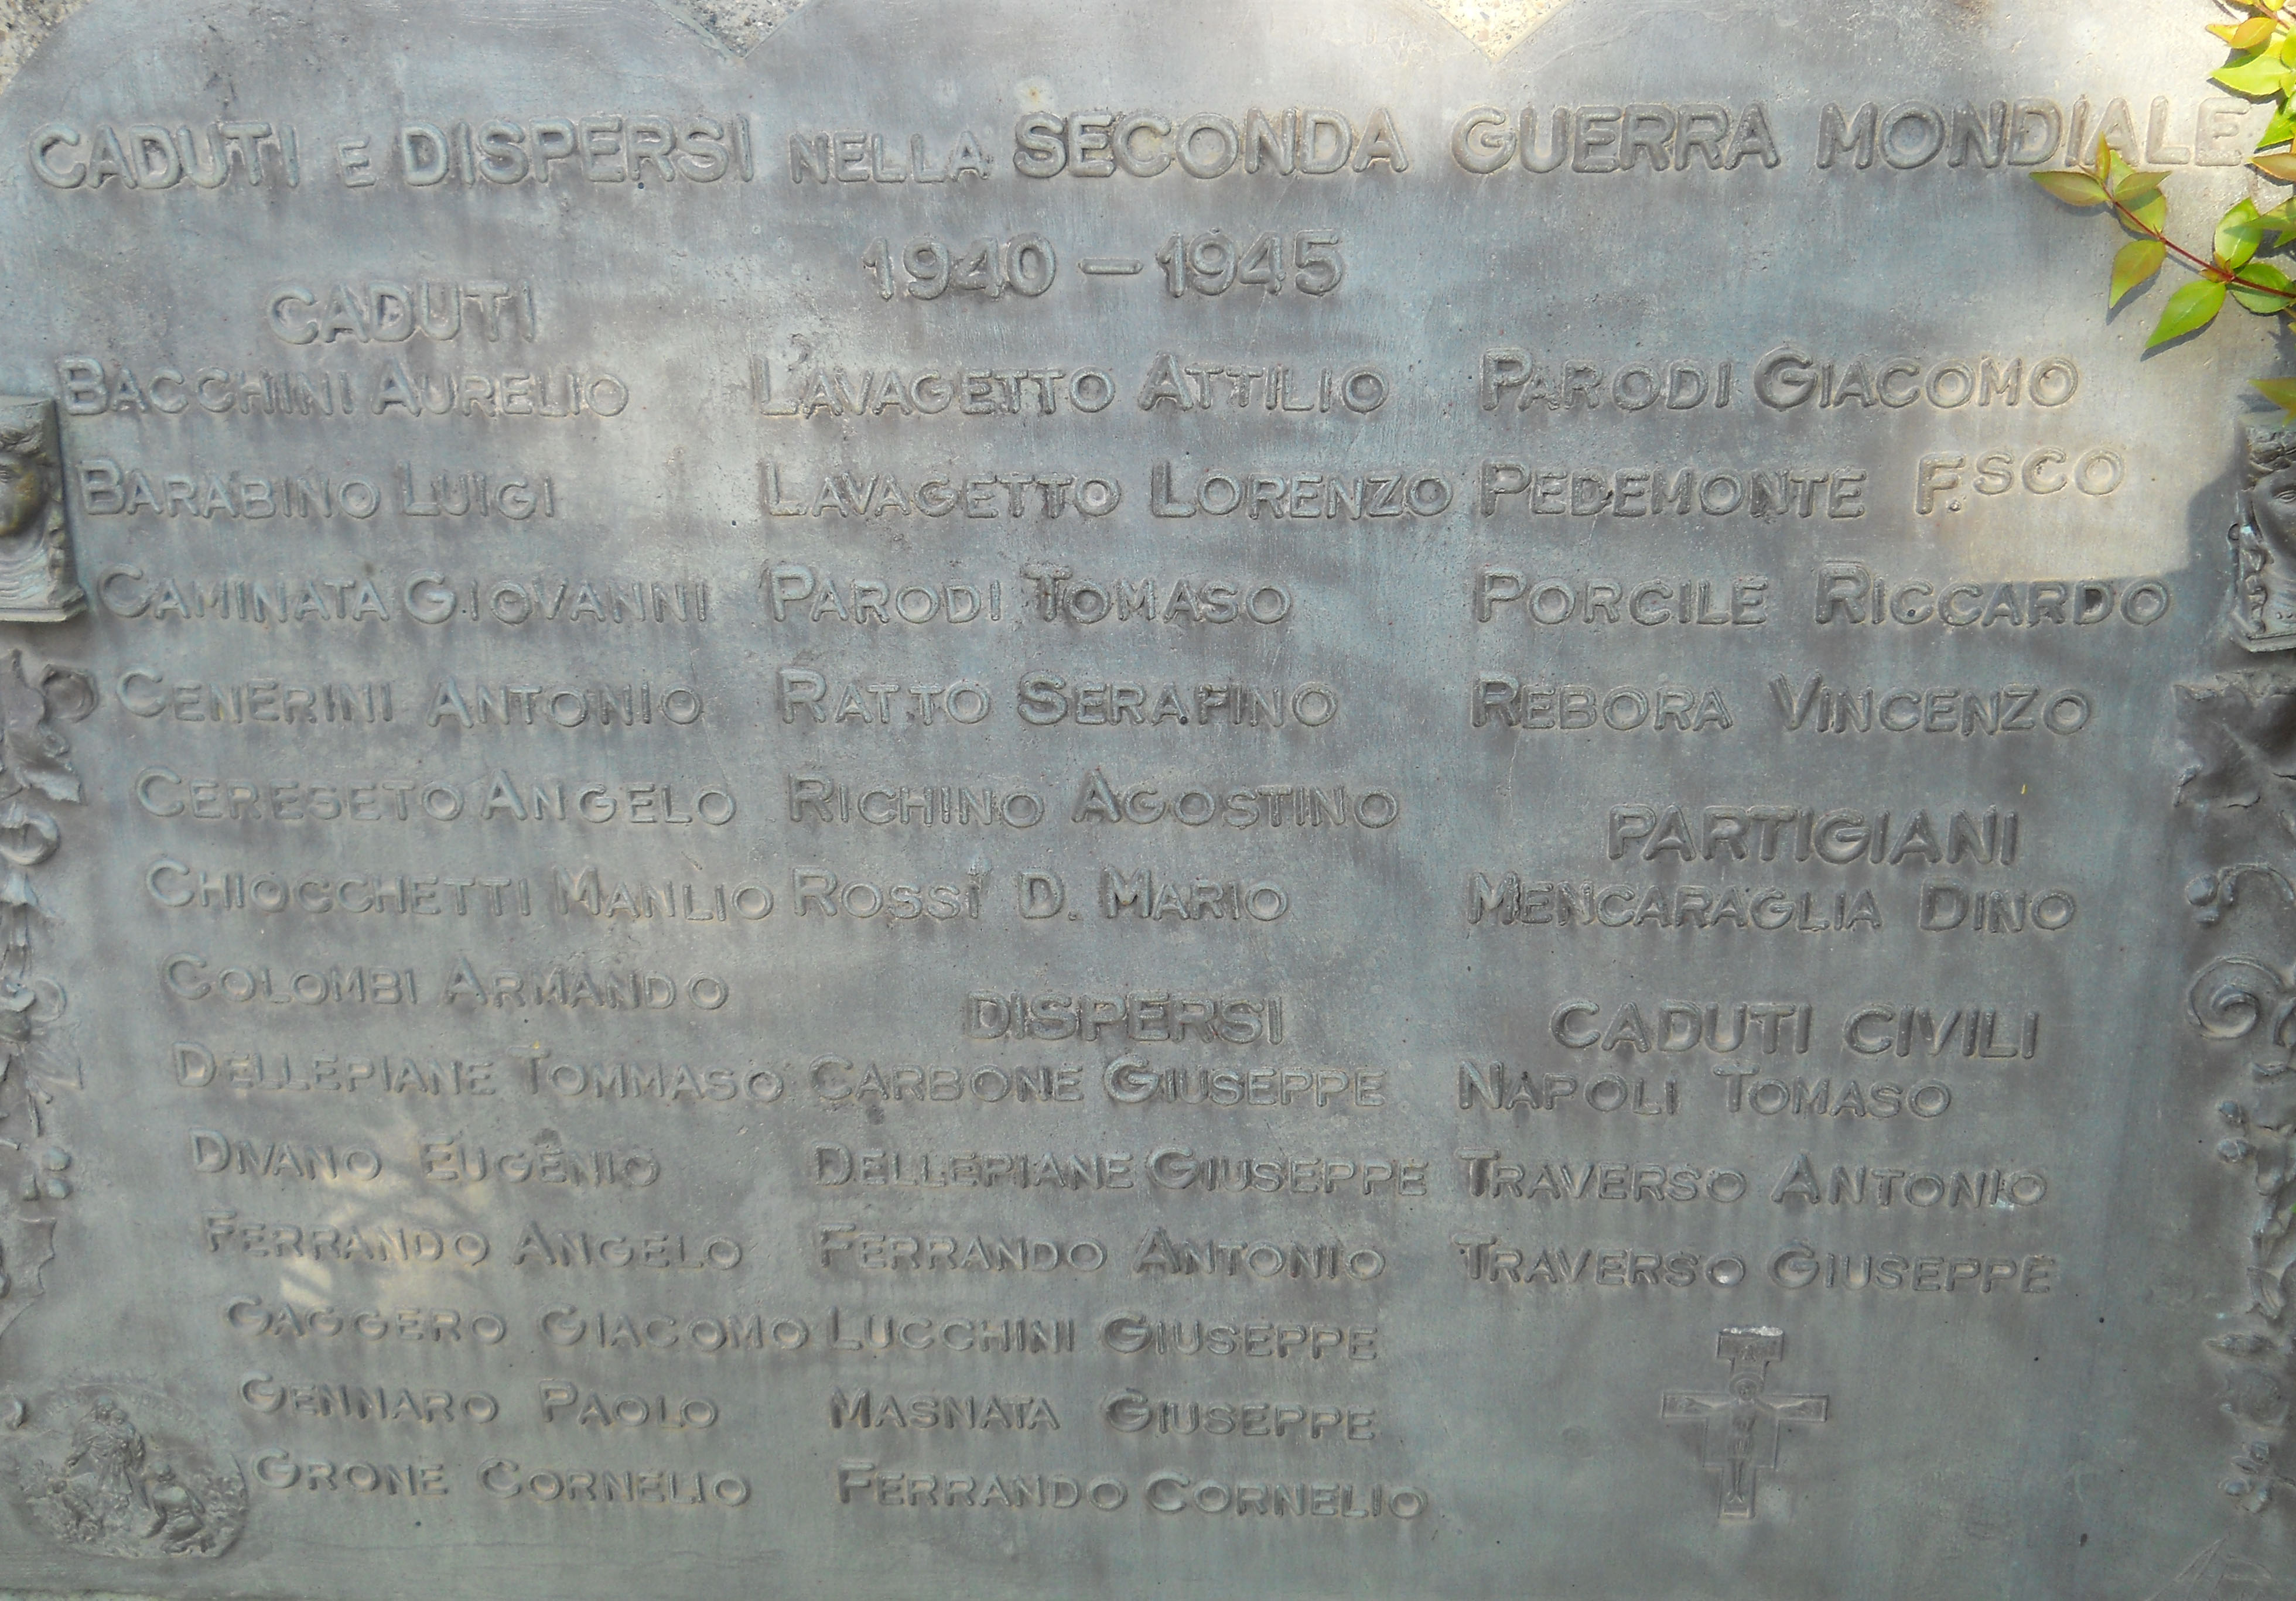 CADUTI E DISPERSI NELLA SECONDA GUERRA MONDIALE
1940 – 1945
CADUTI
BACCHINI AURELIO
BARABINO LUIGI
CAMINATA GIOVANNI
CENERINI ANTONIO
CERESETO ANGELO
CHIOCCHETTI MANLIO
COLOMBI ARMANDO
DELLEPIANE TOMMASO
DIVANO EUGENIO
FERRANDO ANGELO
GAGGERO GIACOMO
GENNARO PAOLO
GRONE CORNELIO
LAVAGETTO ATTILIO
LAVAGETTO LORENZO
PARODI TOMASO
RATTO SERAFINO
RICHINO AGOSTINO
ROSSI D. MARIO
DISPERSI
CARBONE GIUSEPPE
DELLEPIANE GIUSEPPE
FERRANDO ANTONIO
LUCCHINI GIUSEPPE
MASNATA GIUSEPPE
FERRANDO CORNELIO
PARODI GIACOMO
PEDEMONTE F.SCO
PORCILE RICCARDO
REBORA VINCENZO
PARTIGIANI
MENCARAGLIA DINO
CADUTI CIVILI
NAPOLI TOMASO
TRAVERSO ANTONIO
TRAVERSO GIUSEPPE